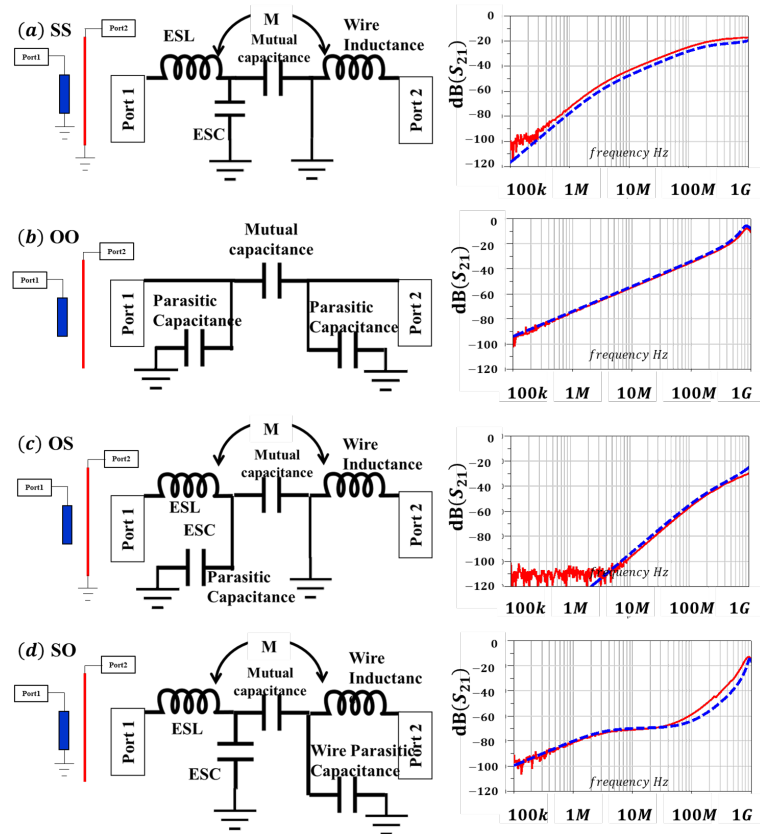 (a) SS
Port2
Port1
ESL
M
Mutual
capacitance
Wire
Inductance
Port 1
ESC
Port 2
dB(S21)
−20
−40
−60
−80
−100
−120
frequency Hz
100k 1M 10M 100M 1G
(b) OO
Port2
Port1
Mutual
capacitance
Port 1
Parasitic
Capacitance
Parasitic
Capacitance
Port 2
dB(S21)
0
−20
−40
−60
−80
−100
−120
frequency Hz
100k 1M 10M 100M 1G
(c) OS
Port2
Port1
M
Mutual
capacitance
Wire
Inductance
ESL
Port 1
ESC
Parasitic
Capacitance
Port 2
dB(S21)
0
−20
−40
−60
−80
−100
−120
frequency Hz
100k 1M 10M 100M 1G
(d) SO
Port2
Port1
M
Mutual
capacitance
Wire
Inductanc
ESL
Port 1
ESC
Wire Parasitic
Capacitance
Port 2
dB(S21)
−20
−40
−60
−80
−100
−120
frequency Hz
100k 1M 10M 100M 1G